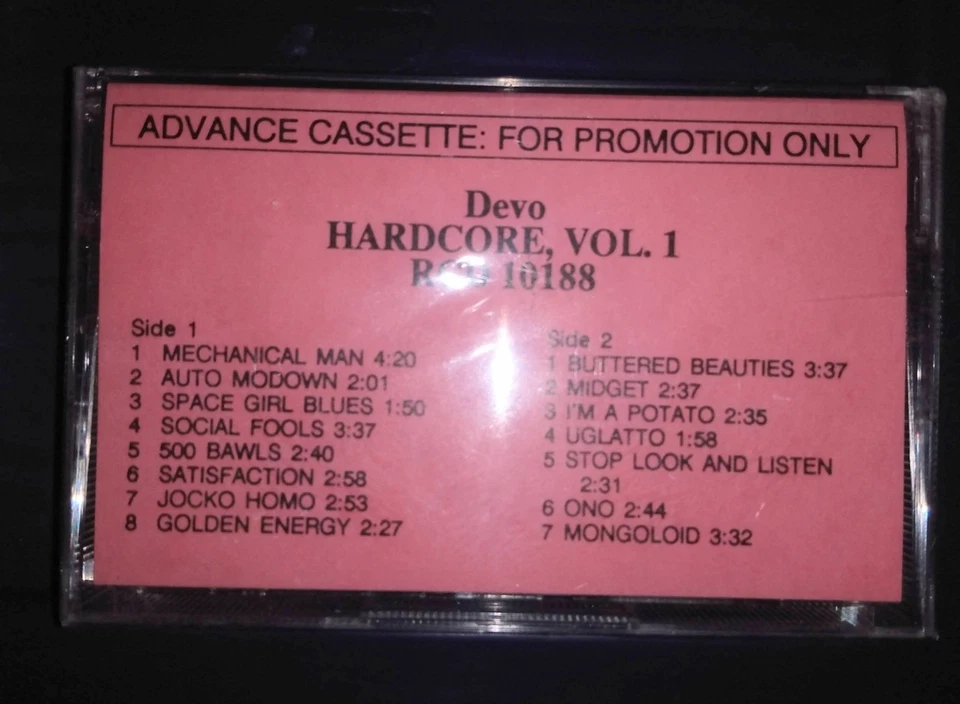 ADVANCE CASSETTE: FOR PROMOTION ONLY
Devo
HARDCORE, VOL. 1
10188
Side 1
1 MECHANICAL MAN 4:20
2 AUTO MODOWN 2:01
3 SPACE GIRL BLUES 1:50
4 SOCIAL FOOLS 3:37
5 500 BAWLS 2:40
6 SATISFACTION 2:58
7 JOCKO HOMO 2:53
8 GOLDEN ENERGY 2:27
Side 2
1 BUTTERED BEAUTIES 3:37
2 MIDGET 2:37
3 I'M A POTATO 2:35
4 UGLATTO 1:58
5 STOP LOOK AND LISTEN
2:31
6 ONO 2:44
7 MONGOLOID 3:32